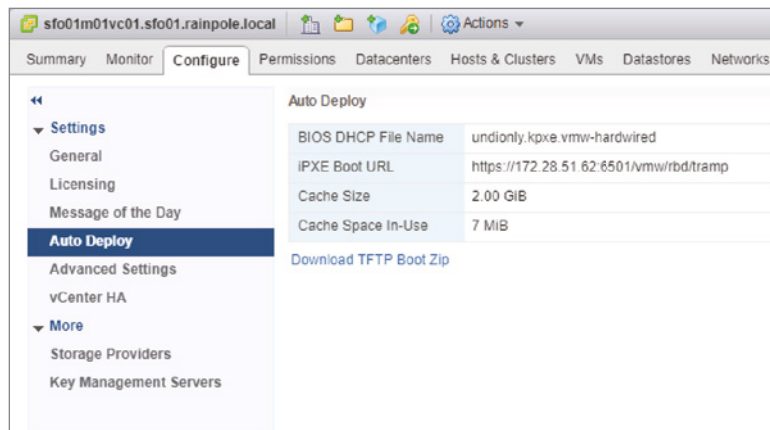 sfo01m01vc01.sfo01.rainpole.local Actions
Summary Monitor Configure Permissions Datacenters Hosts & Clusters VMs Datastores Networks
Settings
General
Licensing
Message of the Day
Auto Deploy
Advanced Settings
vCenter HA
More
Storage Providers
Key Management Servers
Auto Deploy
BIOS DHCP File Name undionly.kpxe.vmw-hardwired
iPXE Boot URL https://172.28.51.62:6501/vmw/rbd/tramp
Cache Size 2.00 GiB
Cache Space In-Use 7 MiB
Download TFTP Boot Zip